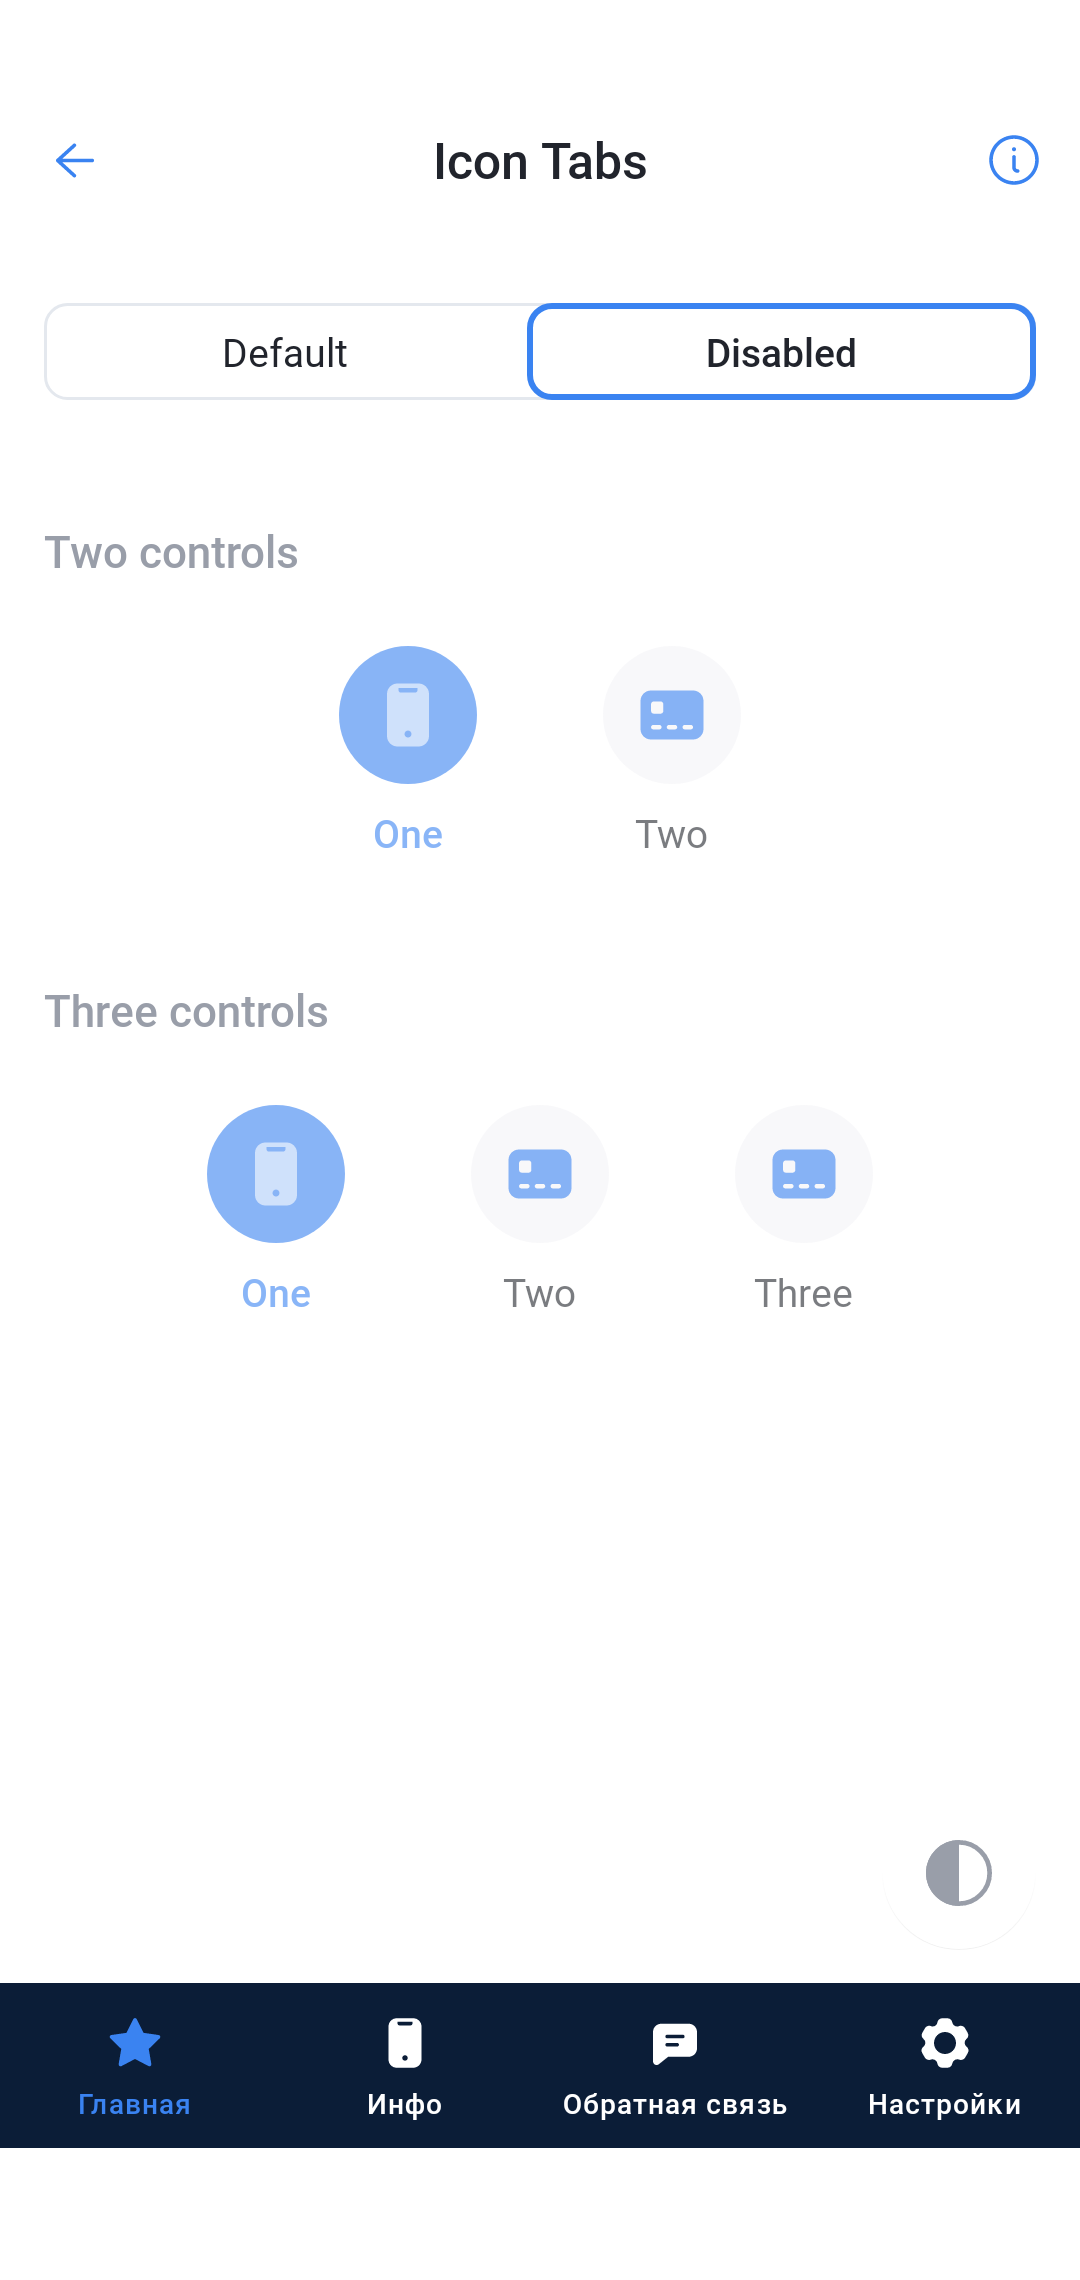 Icon Tabs
Default
Disabled
Two controls
One
Two
Three controls
One
Two
Three
Главная
Инфо
Обратная связь
Настройки